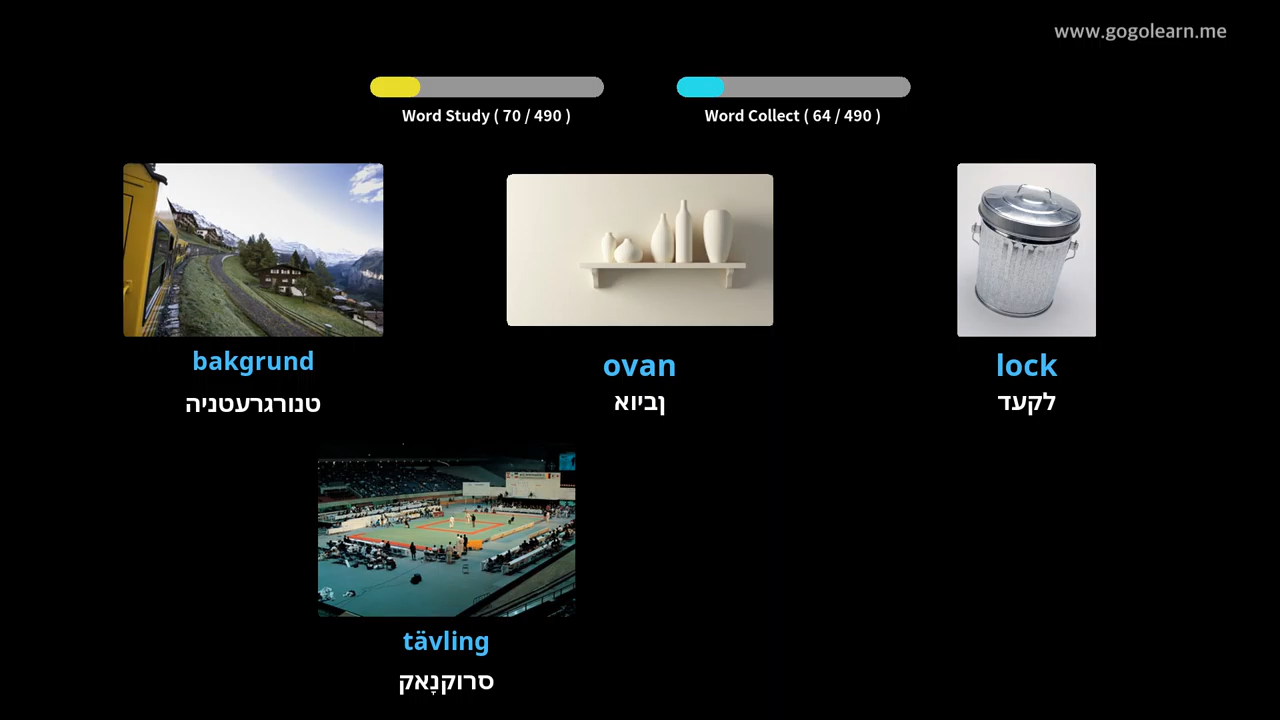 www.gogolearn.me
Word Study ( 70 / 490 )
Word Collect ( 64 / 490 )
bakgrund
טנורגרעטניה
ovan
ןביוא
lock
לקעד
tävling
סרוקנָאק